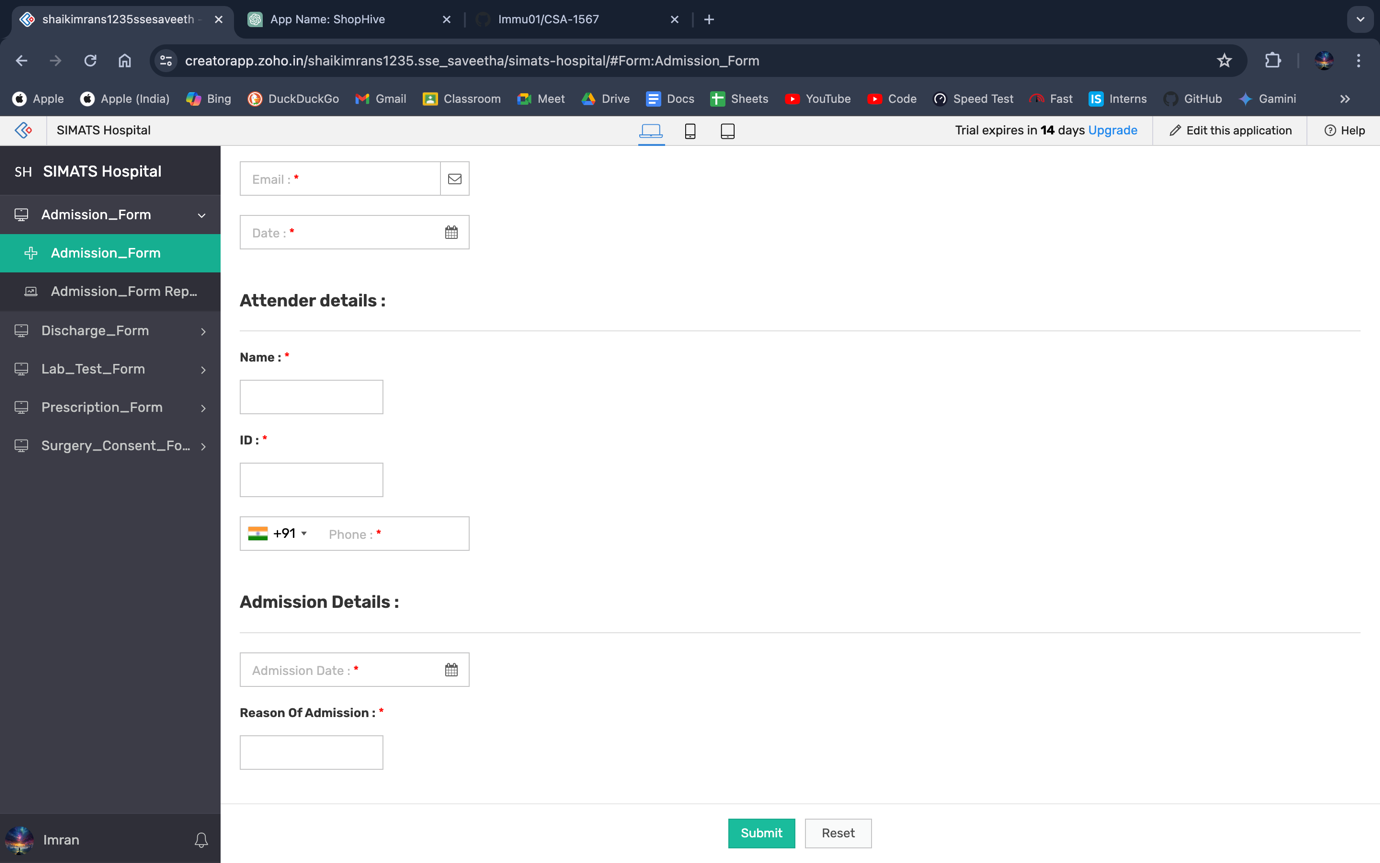 shaikimrans1235ssesaveeth
App Name: ShopHive
Immu01/CSA-1567
creatorapp.zoho.in/shaikimrans1235.sse_saveetha/simats-hospital/#Form:Admission_Form
Apple Apple (India) Bing DuckDuckGo Gmail Classroom Meet Drive Docs Sheets YouTube Code Speed Test Fast IS Interns GitHub Gamini
SIMATS Hospital
Trial expires in 14 days Upgrade
Edit this application
Help
SH SIMATS Hospital
Admission_Form
Admission_Form
Admission_Form Rep...
Discharge_Form
Lab_Test_Form
Prescription_Form
Surgery_Consent_Fo...
Imran
Email : *
Date : *
Attender details :
Name : *
ID : *
+91 Phone : *
Admission Details :
Admission Date : *
Reason Of Admission : *
Submit Reset